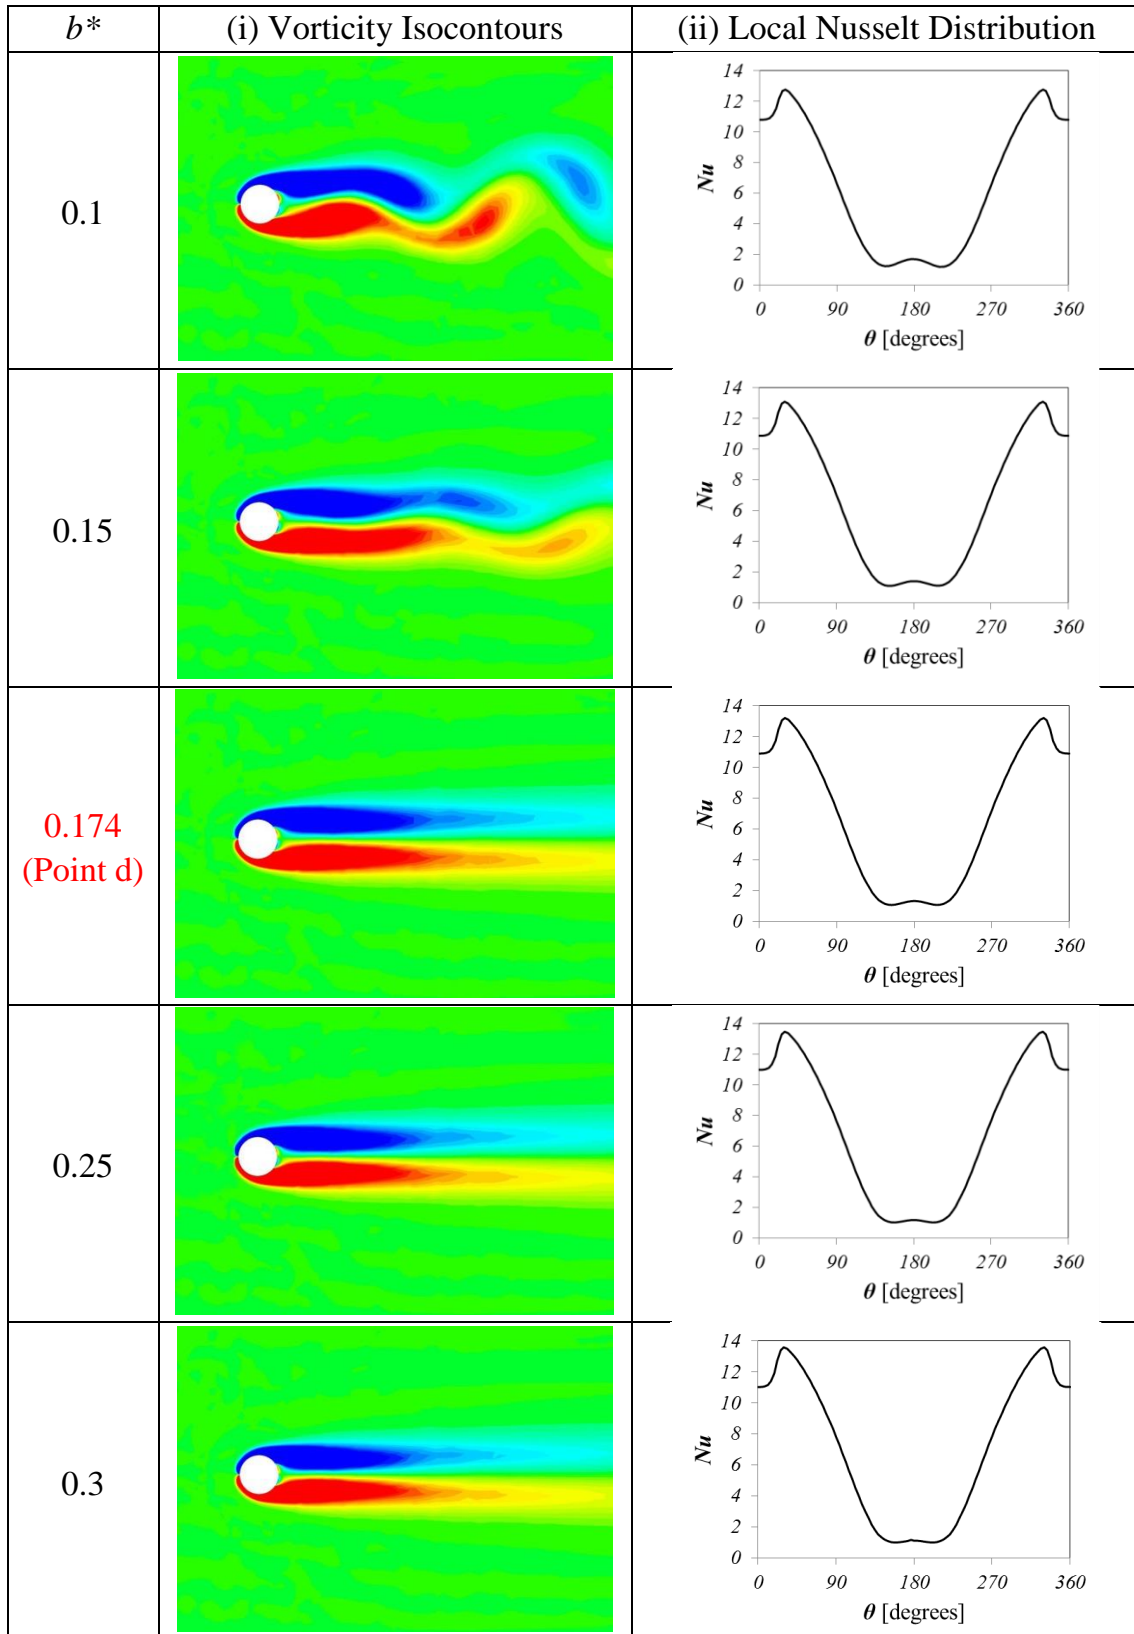 b*
(i) Vorticity Isocontours
(ii) Local Nusselt Distribution
0.1
14
12
10
8
6
4
2
0
Nu
0 90 180 270 360
θ [degrees]
0.15
14
12
10
8
6
4
2
0
Nu
0 90 180 270 360
θ [degrees]
0.174
(Point d)
14
12
10
8
6
4
2
0
Nu
0 90 180 270 360
θ [degrees]
0.25
14
12
10
8
6
4
2
0
Nu
0 90 180 270 360
θ [degrees]
0.3
14
12
10
8
6
4
2
0
Nu
0 90 180 270 360
θ [degrees]